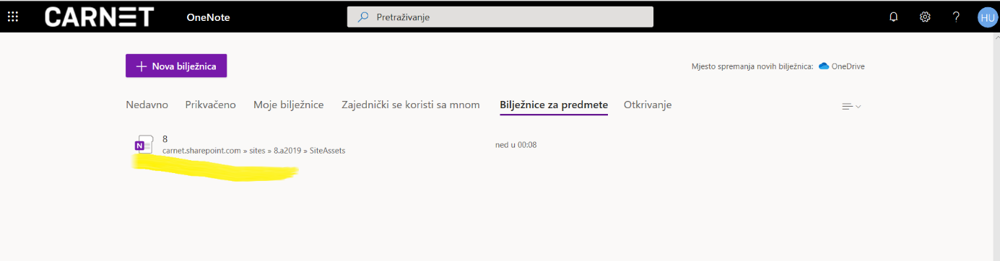 CARNET OneNote Pretraživanje ? HU
+ Nova bilježnica Mjesto spremanja novih bilježnica: OneDrive
Nedavno Prikvačeno Moje bilježnice Zajednički se koristi sa mnom Bilježnice za predmete Otkrivanje
N 8
carnet.sharepoint.com » sites » 8.a2019 » SiteAssets ned u 00:08